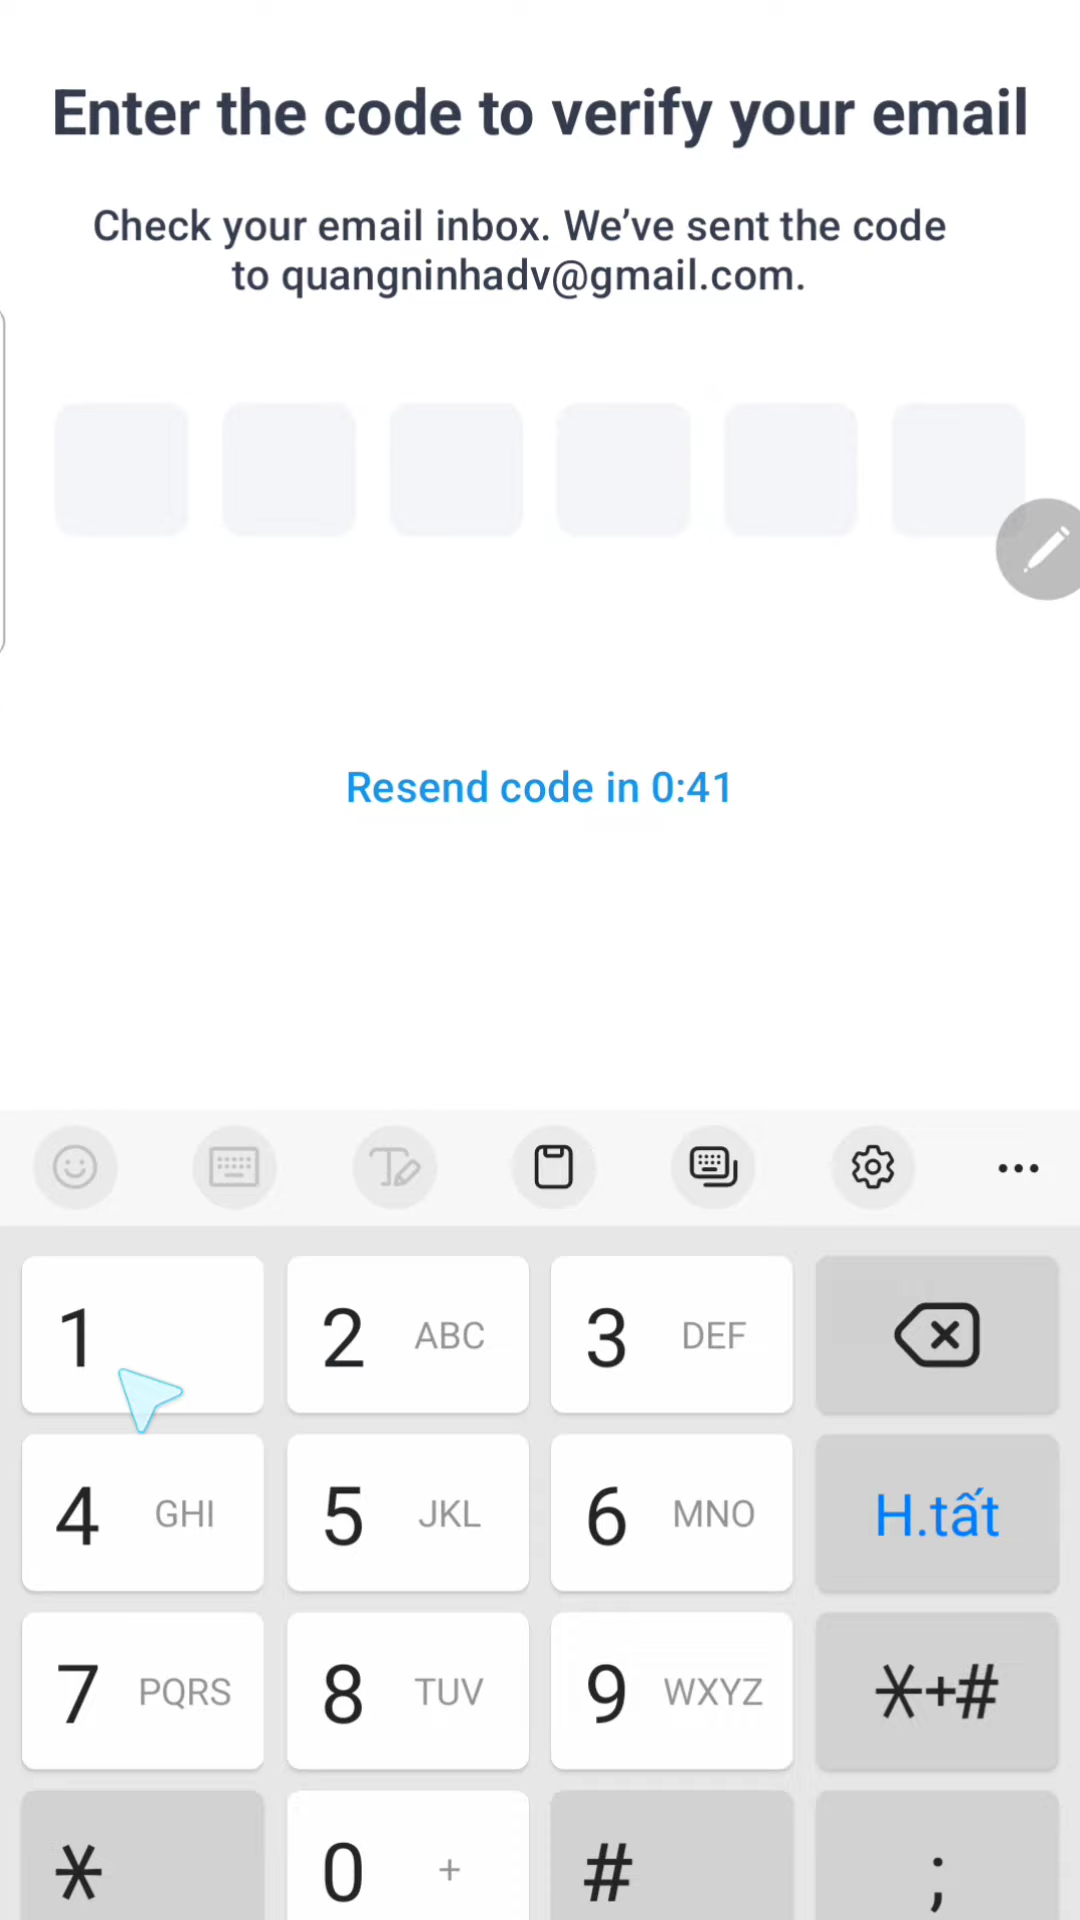 Enter the code to verify your email
Check your email inbox. We’ve sent the code
to quangninhadv@gmail.com.
Resend code in 0:41
1
2 ABC
3 DEF
4 GHI
5 JKL
6 MNO
H.tất
7 PQRS
8 TUV
9 WXYZ
*+#
*
0 +
#
;